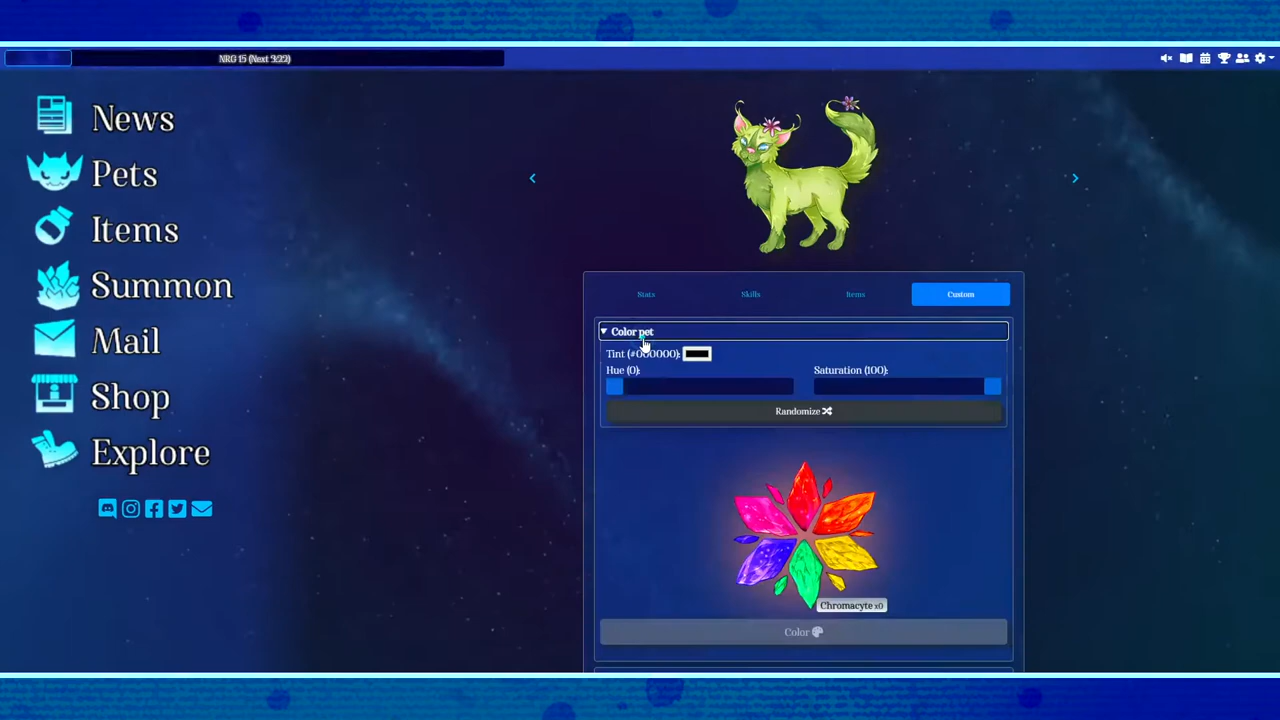 NRG 15 (Next 3:22)
News
Pets
Items
Summon
Mail
Shop
Explore
Stats
Skills
Items
Custom
Color pet
Tint (#000000):
Hue (0):
Saturation (100):
Randomize
Chromacyte x0
Color